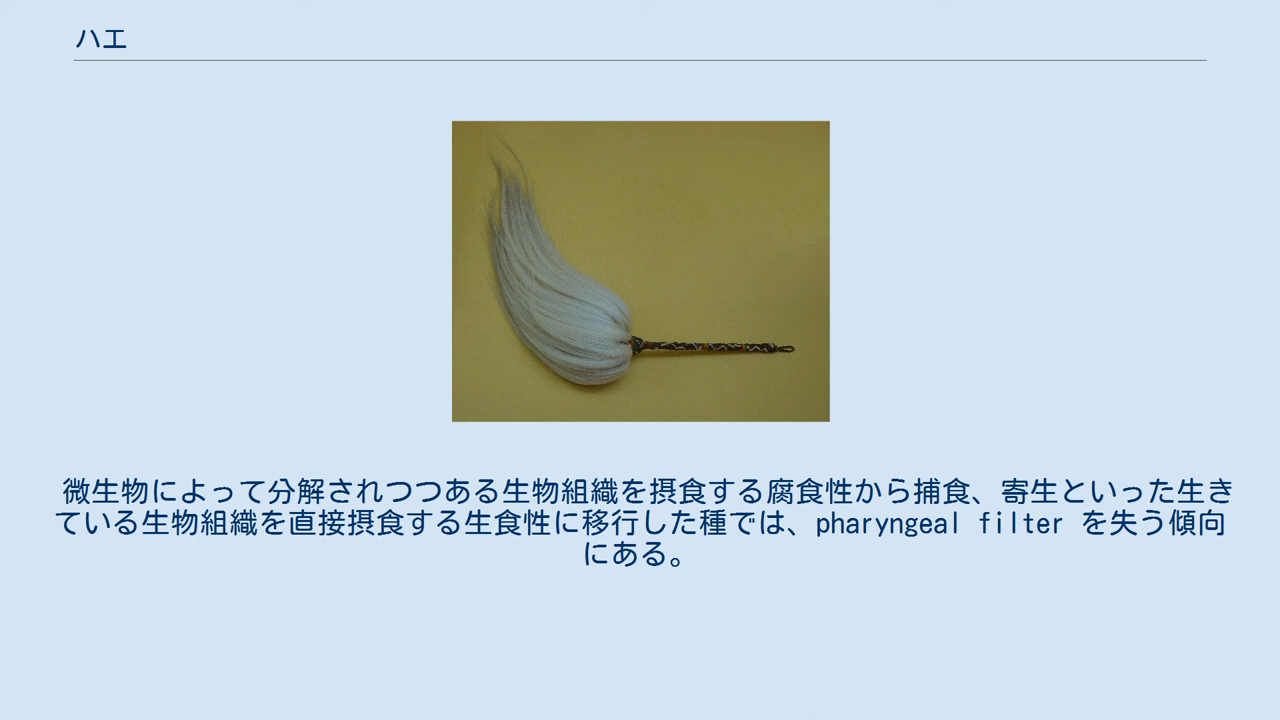 ハエ
微生物によって分解されつつある生物組織を摂食する腐食性から捕食、寄生といった生き
ている生物組織を直接摂食する生食性に移行した種では、pharyngeal filter を失う傾向
にある。